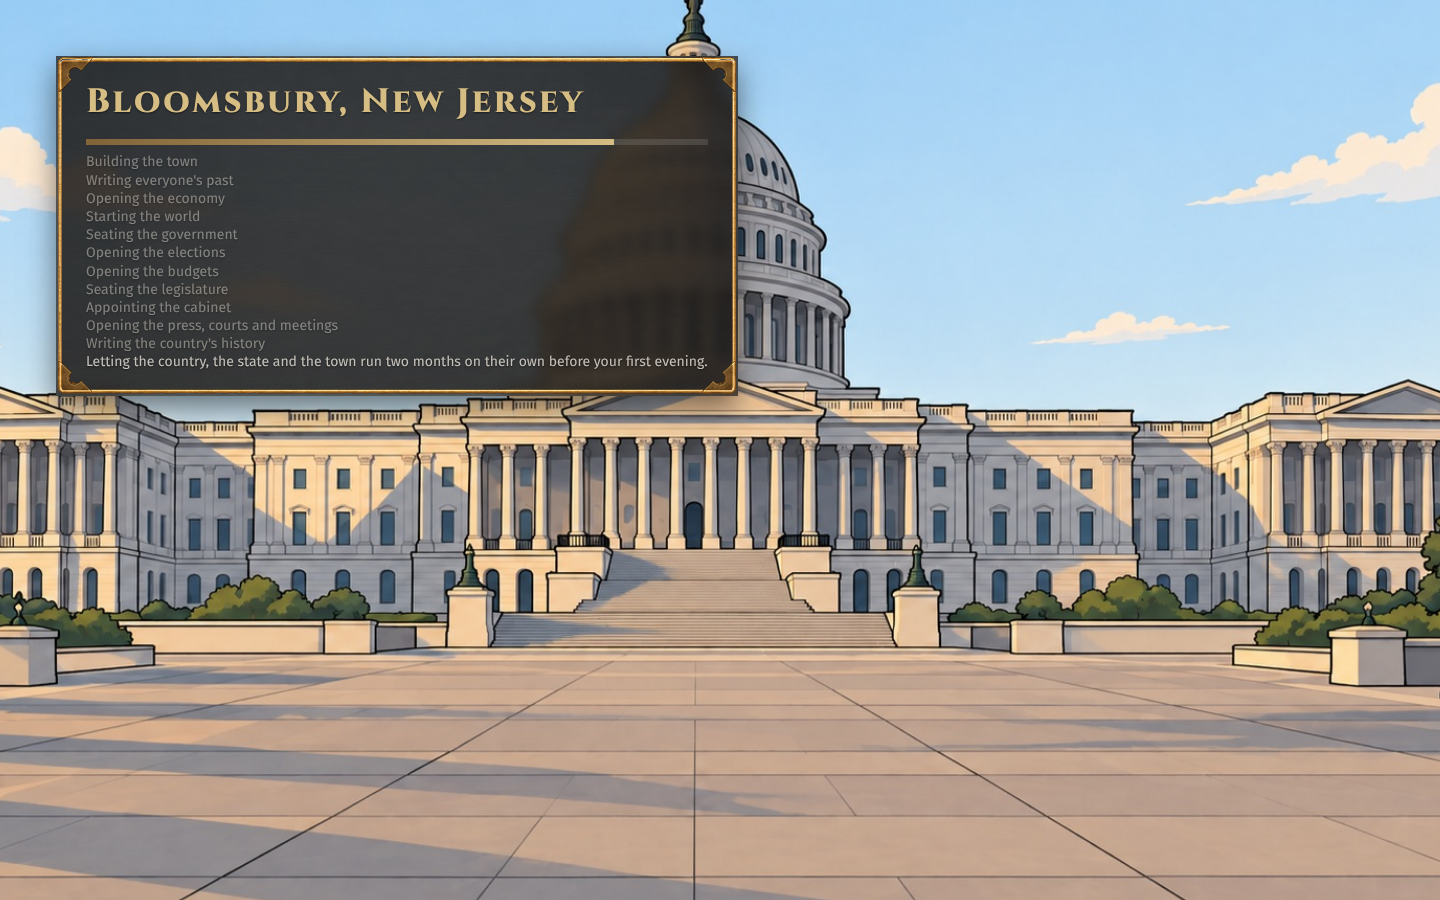 Bloomsbury, New Jersey
Building the town
Writing everyone's past
Opening the economy
Starting the world
Seating the government
Opening the elections
Opening the budgets
Seating the legislature
Appointing the cabinet
Opening the press, courts and meetings
Writing the country's history
Letting the country, the state and the town run two months on their own before your first evening.